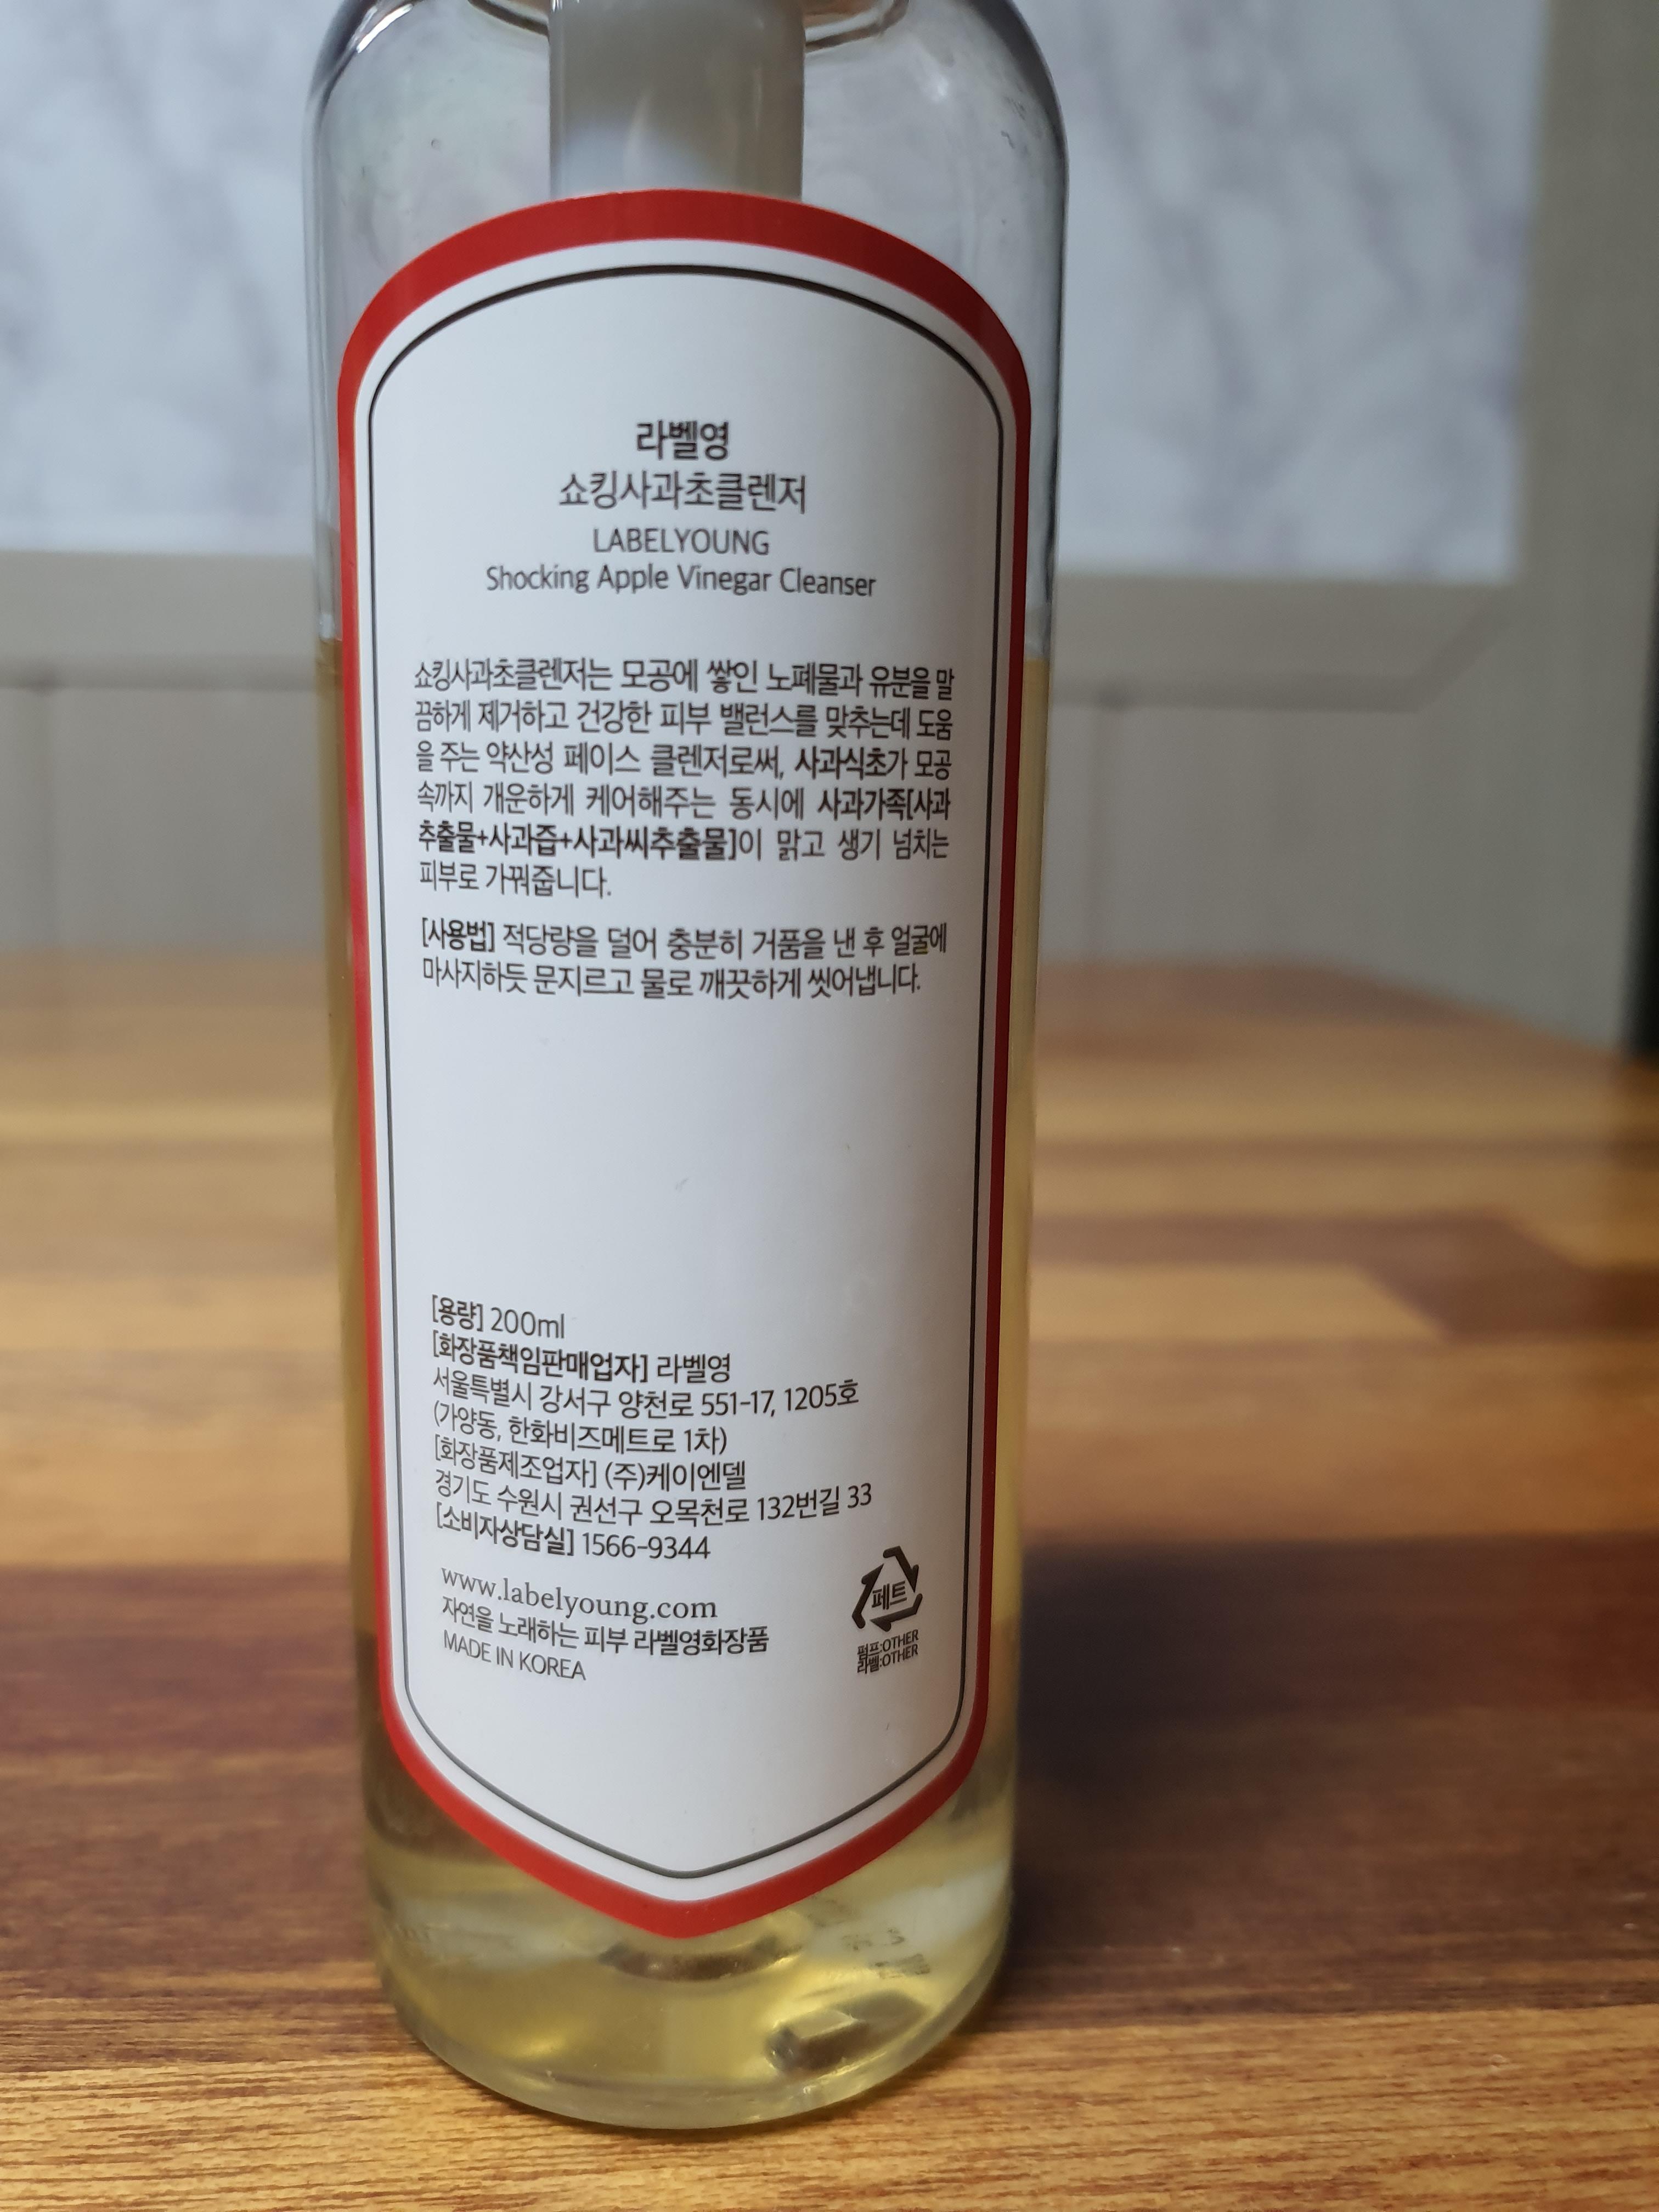 라벨영
쇼킹사과초클렌저
LABELYOUNG
Shocking Apple Vinegar Cleanser
쇼킹사과초클렌저는 모공에 쌓인 노폐물과 유분을 말
끔하게 제거하고 건강한 피부 밸런스를 맞추는데 도움
을 주는 약산성 페이스 클렌저로써, 사과식초가 모공
속까지 개운하게 케어해주는 동시에 사과가족[사과
추출물+사과즙+사과씨추출물]이 맑고 생기 넘치는
피부로 가꿔줍니다.
[사용법] 적당량을 덜어 충분히 거품을 낸 후 얼굴에
마사지하듯 문지르고 물로 깨끗하게 씻어냅니다.
[용량] 200ml
[화장품책임판매업자] 라벨영
서울특별시 강서구 양천로 551-17, 1205호
(가양동, 한화비즈메트로 1차)
[화장품제조업자] (주)케이엔델
경기도 수원시 권선구 오목천로 132번길 33
[소비자상담실] 1566-9344
www.labelyoung.com
자연을 노래하는 피부 라벨영화장품
MADE IN KOREA
페트
펌프:OTHER
라벨:OTHER